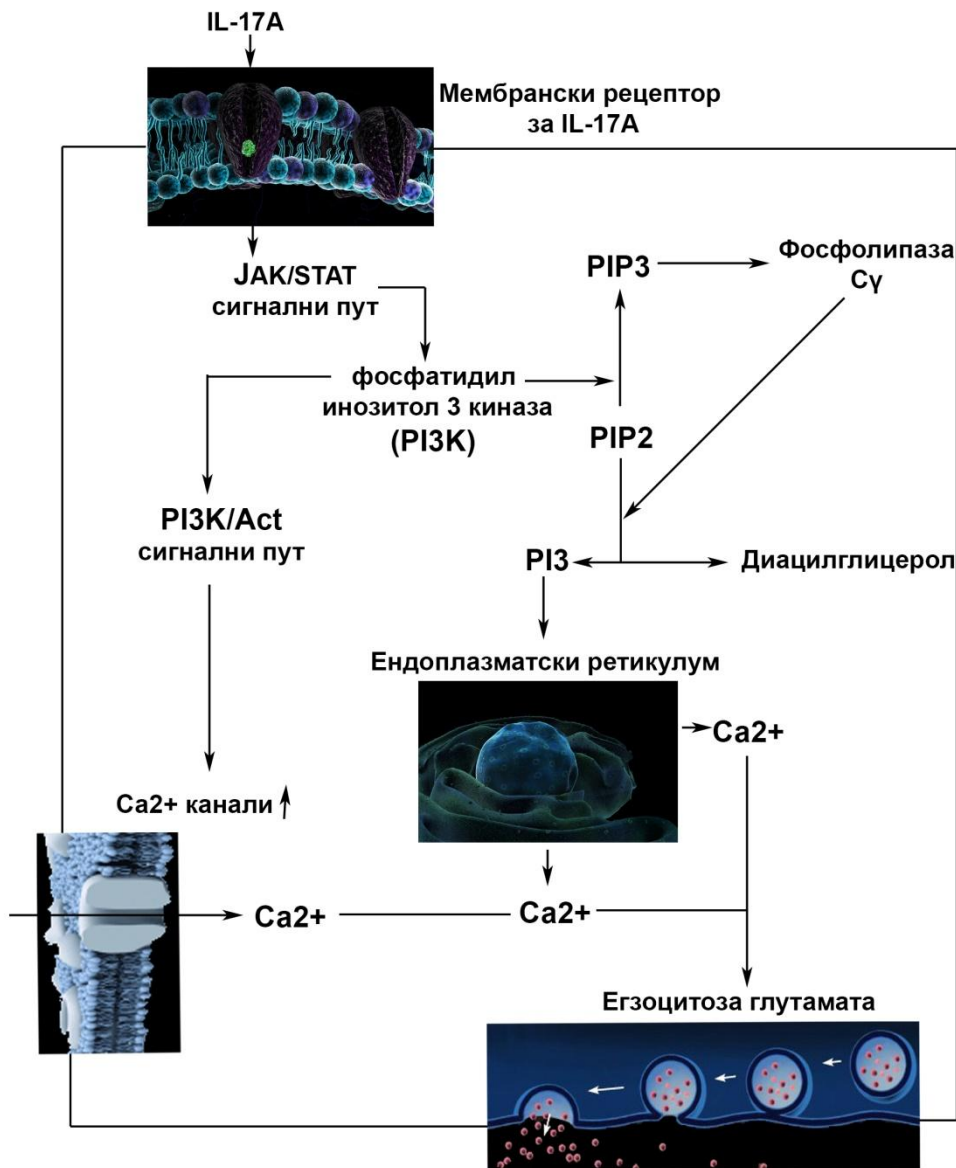 IL-17A
Мембрански рецептор
за IL-17A
JAK/STAT
сигнални пут
PIP3
Фосфолипаза
Cγ
фосфатидил
инозитол 3 киназа
(PI3K)
PIP2
PI3K/Act
сигнални пут
PI3
Диацилглицерол
Ендоплазматски ретикулум
Ca2+
Ca2+ канали
Ca2+
Ca2+
Егзоцитоза глутамата